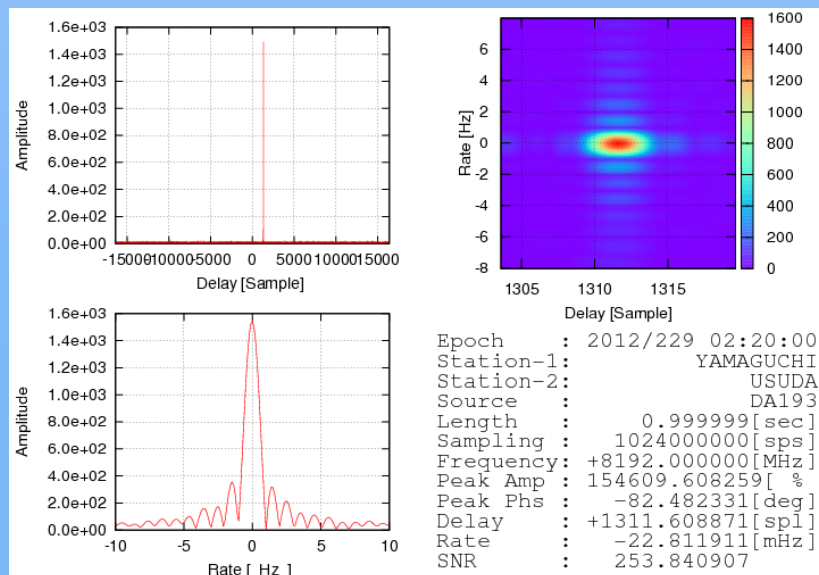 1.6e+03
1.4e+03
1.2e+03
1.0e+03
8.0e+02
6.0e+02
4.0e+02
2.0e+02
0.0e+00
Amplitude
-15000-10000 -5000 0 5000 10000 15000
Delay [Sample]
6
4
2
0
-2
-4
-6
-8
Rate [Hz]
1305 1310 1315
Delay [Sample]
1600
1400
1200
1000
800
600
400
200
0
1.6e+03
1.4e+03
1.2e+03
1.0e+03
8.0e+02
6.0e+02
4.0e+02
2.0e+02
0.0e+00
Amplitude
-10 -5 0 5 10
Rate [ Hz ]
Epoch : 2012/229 02:20:00
Station-1: YAMAGUCHI
Station-2: USUDA
Source : DA193
Length : 0.999999[sec]
Sampling : 1024000000[sps]
Frequency: +8192.000000[MHz]
Peak Amp : 154609.608259[ %
Peak Phs : -82.482331[deg]
Delay : +1311.608871[spl]
Rate : -22.811911[mHz]
SNR : 253.840907